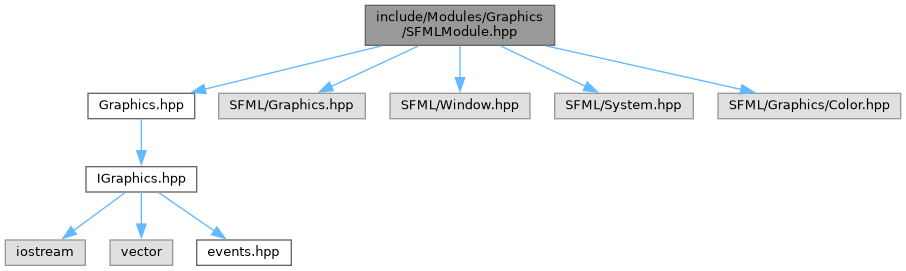 include/Modules/Graphics
/SFMLModule.hpp
Graphics.hpp
SFML/Graphics.hpp
SFML/Window.hpp
SFML/System.hpp
SFML/Graphics/Color.hpp
IGraphics.hpp
iostream
vector
events.hpp